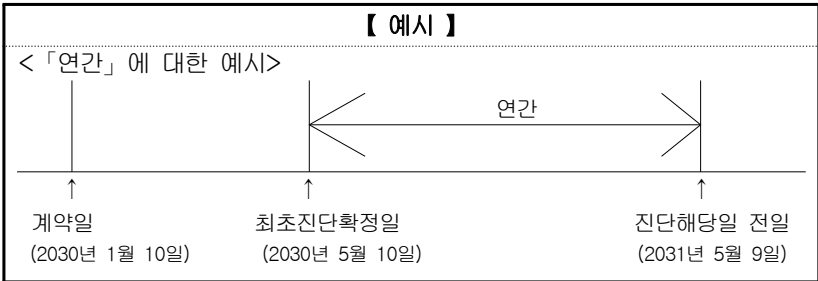 【 예시 】
<「연간」에 대한 예시>
연간
↑ ↑ ↑
계약일 최초진단확정일 진단해당일 전일
(2030년 1월 10일) (2030년 5월 10일) (2031년 5월 9일)